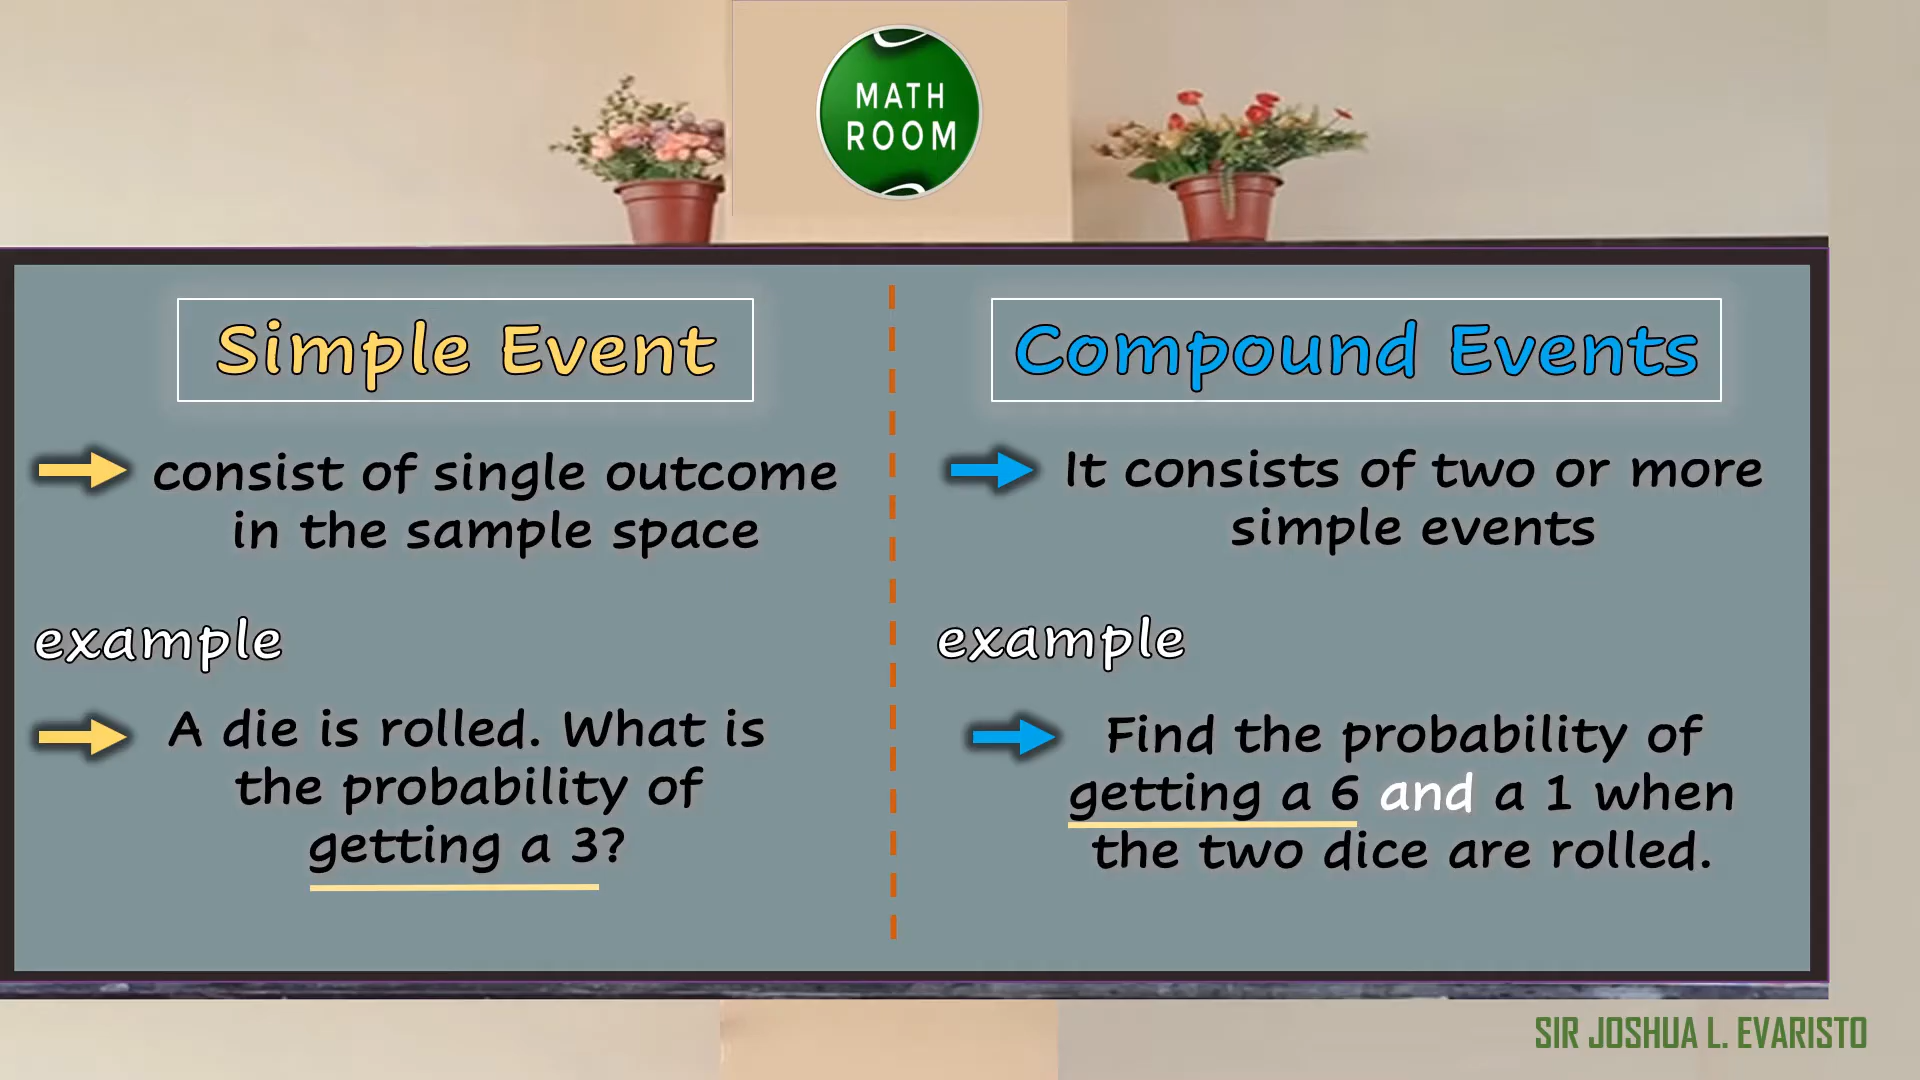 MATH
ROOM
Simple Event
consist of single outcome
in the sample space
example
A die is rolled. What is
the probability of
getting a 3?
Compound Events
It consists of two or more
simple events
example
Find the probability of
getting a 6 and a 1 when
the two dice are rolled.
SIR JOSHUA L. EVARISTO